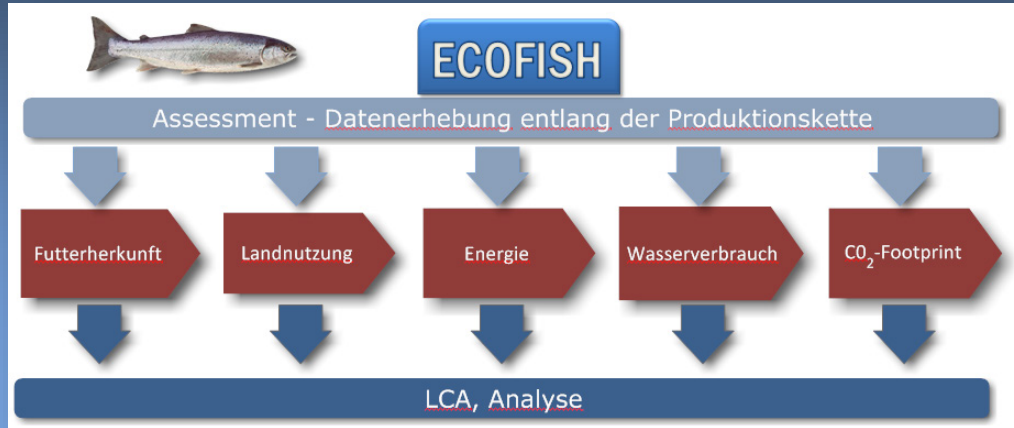 ECOFISH
Assessment - Datenerhebung entlang der Produktionskette
Futterherkunft
Landnutzung
Energie
Wasserverbrauch
C0₂-Footprint
LCA, Analyse